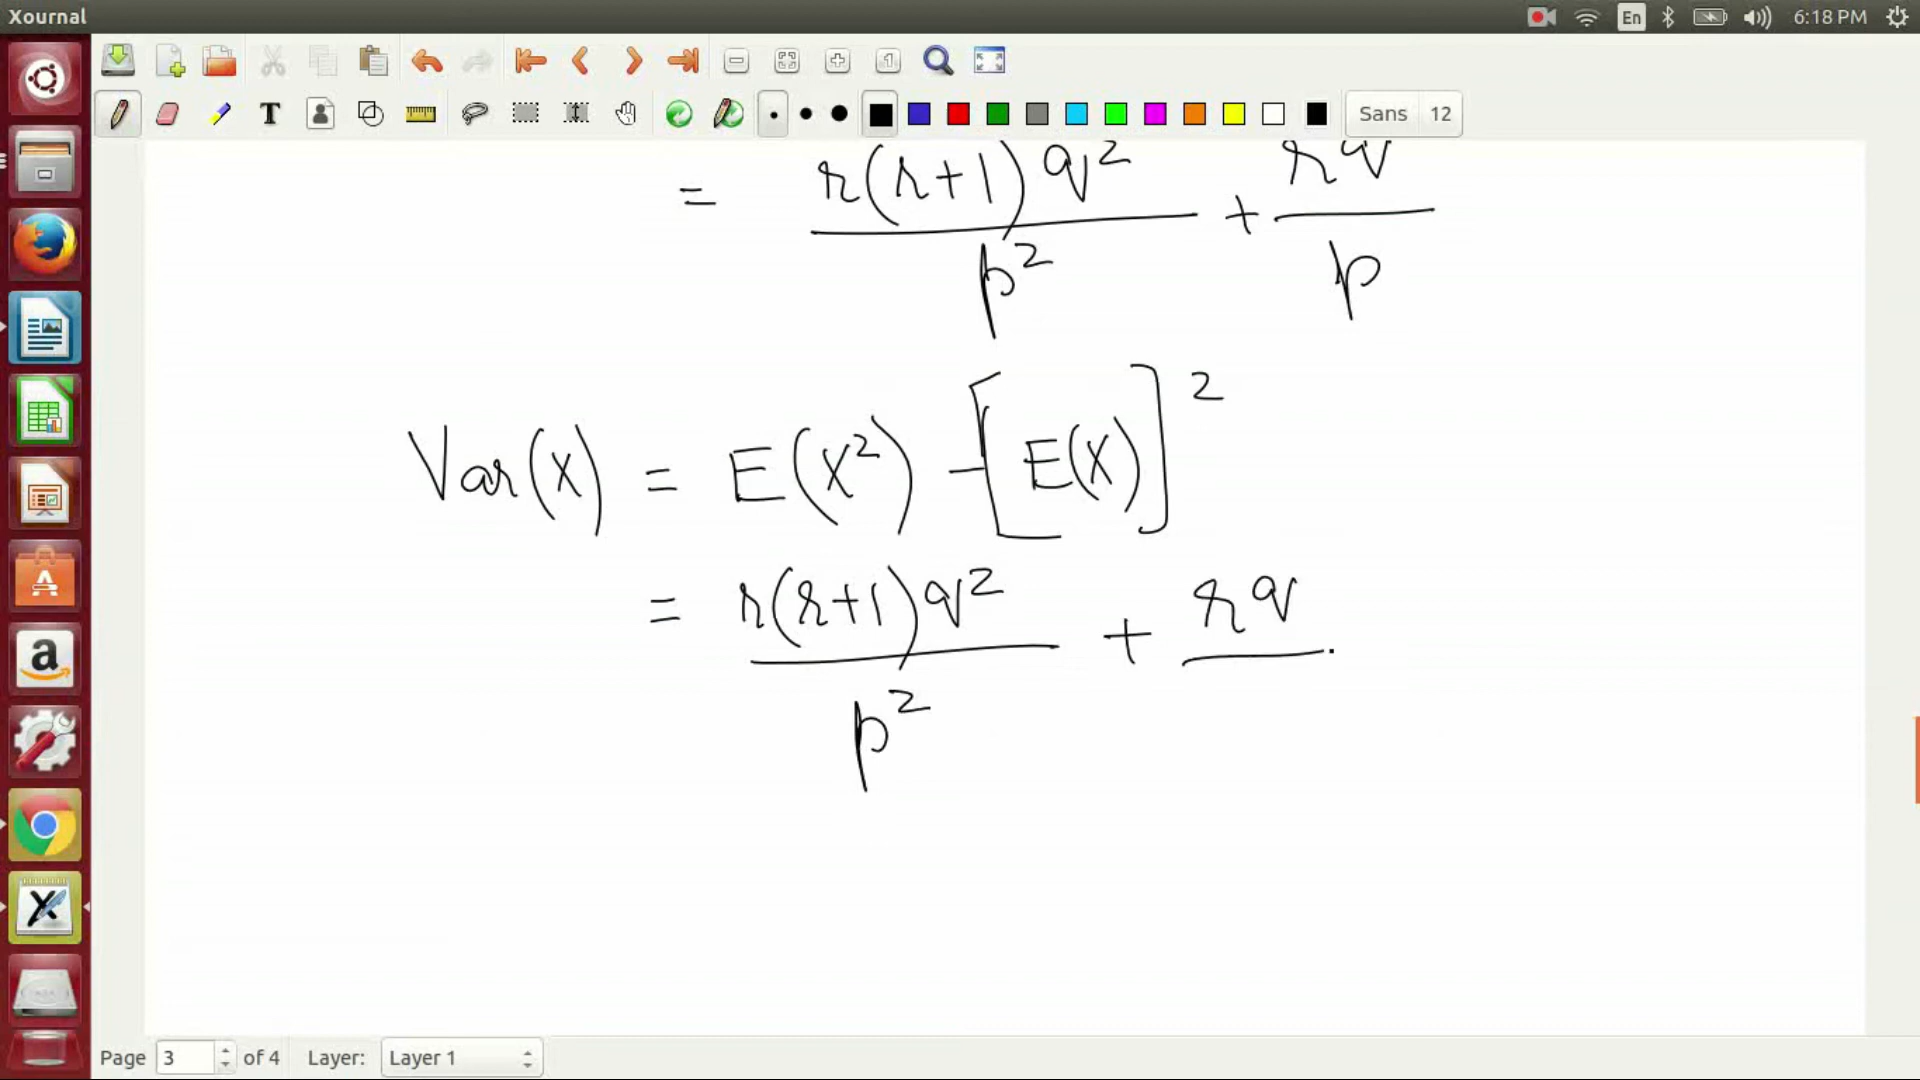 Xournal
En 6:18 PM
Sans 12
= r(r+1)q² / p² + rq / p
Var(X) = E(X²) - [E(X)]²
= r(r+1)q² / p² + rq
Page 3 of 4 Layer: Layer 1